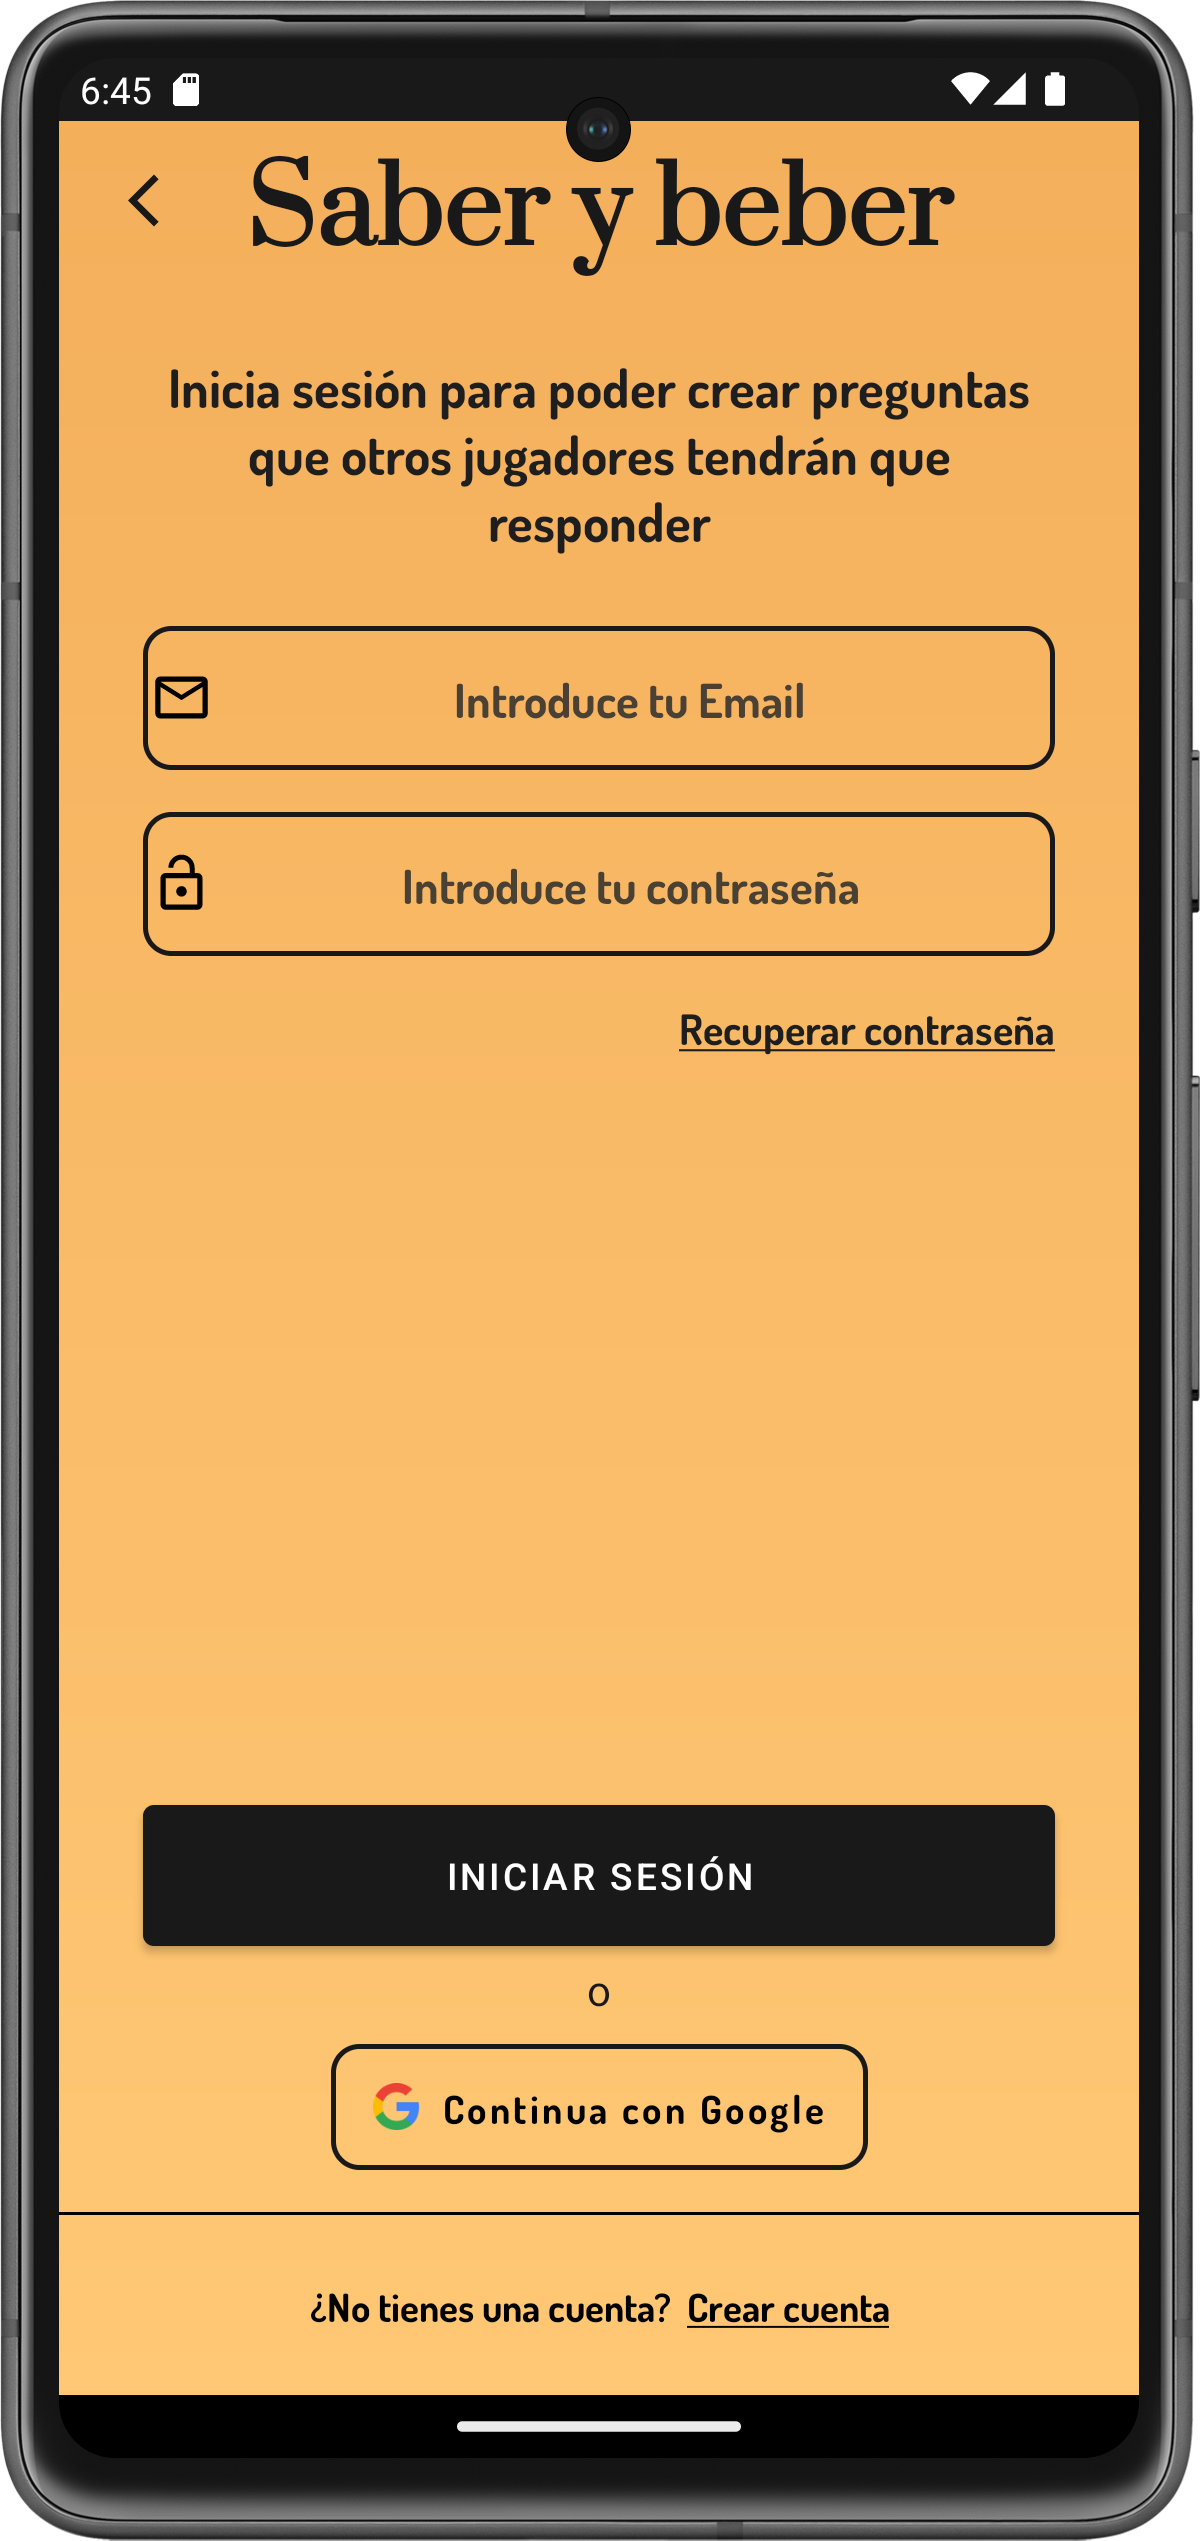 6:45
Saber y beber
Inicia sesión para poder crear preguntas
que otros jugadores tendrán que
responder
Introduce tu Email
Introduce tu contraseña
Recuperar contraseña
INICIAR SESIÓN
o
Continua con Google
¿No tienes una cuenta? Crear cuenta